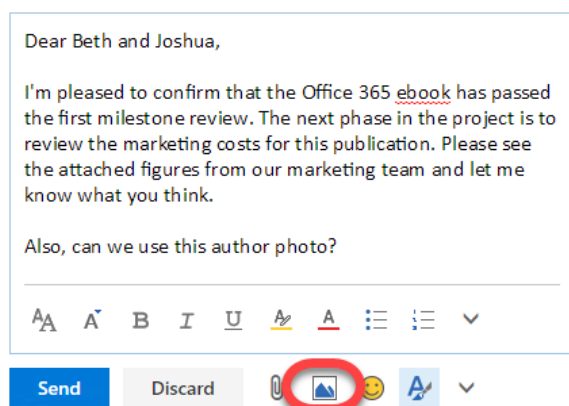 Dear Beth and Joshua,
I'm pleased to confirm that the Office 365 ebook has passed
the first milestone review. The next phase in the project is to
review the marketing costs for this publication. Please see
the attached figures from our marketing team and let me
know what you think.
Also, can we use this author photo?
AA A B I U A A
Send Discard A